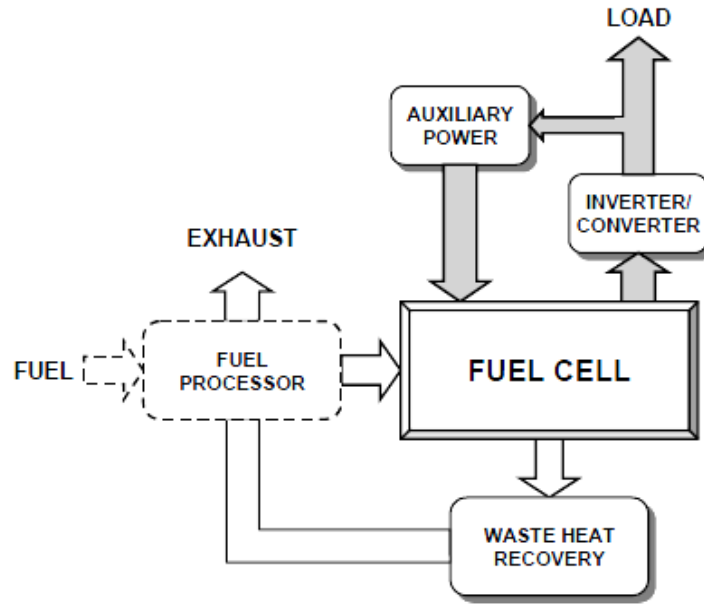 LOAD
AUXILIARY
POWER
INVERTER/
CONVERTER
EXHAUST
FUEL
FUEL
PROCESSOR
FUEL CELL
WASTE HEAT
RECOVERY